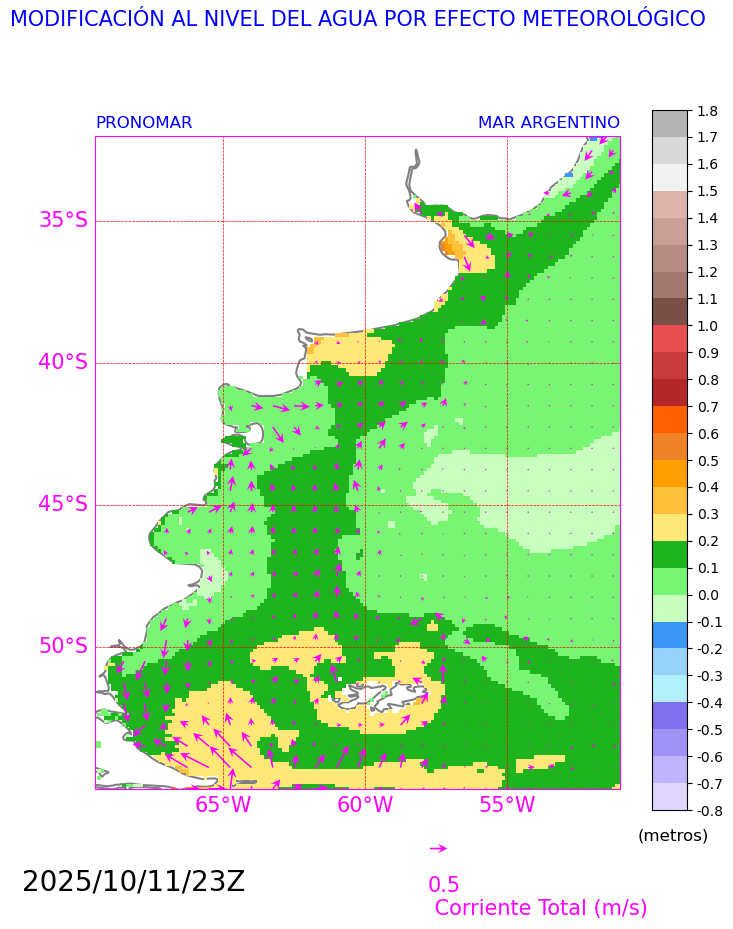 MODIFICACIÓN AL NIVEL DEL AGUA POR EFECTO METEOROLÓGICO
PRONOMAR MAR ARGENTINO
35°S
40°S
45°S
50°S
65°W 60°W 55°W
1.8
1.7
1.6
1.5
1.4
1.3
1.2
1.1
1.0
0.9
0.8
0.7
0.6
0.5
0.4
0.3
0.2
0.1
0.0
-0.1
-0.2
-0.3
-0.4
-0.5
-0.6
-0.7
-0.8
(metros)
2025/10/11/23Z
0.5
Corriente Total (m/s)